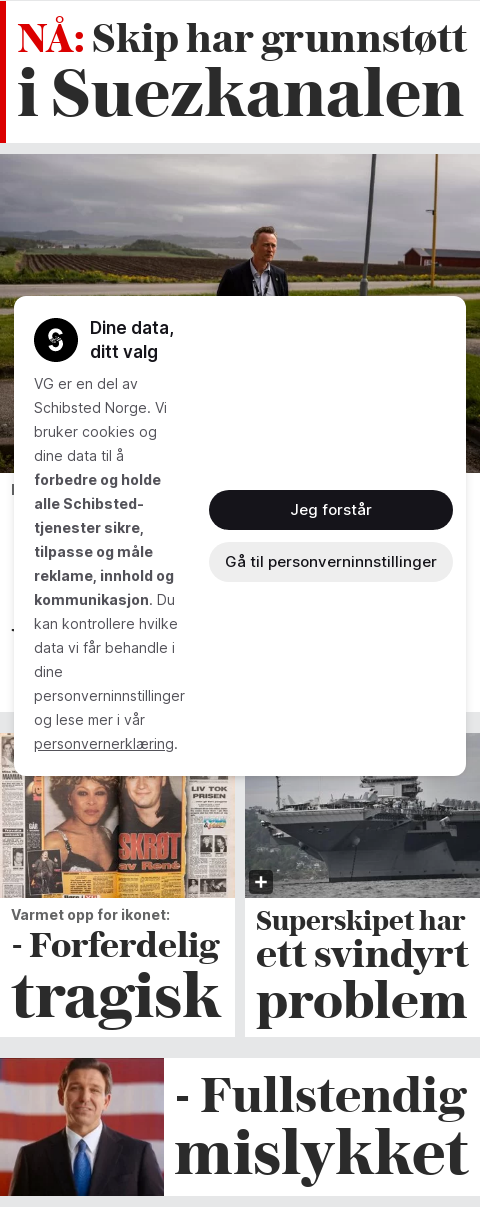 NÅ: Skip har grunnstøtt
i Suezkanalen
Dine data,
ditt valg
VG er en del av
Schibsted Norge. Vi
bruker cookies og
dine data til å
forbedre og holde
alle Schibsted-
tjenester sikre,
tilpasse og måle
reklame, innhold og
kommunikasjon. Du
kan kontrollere hvilke
data vi får behandle i
dine
personverninnstillinger
og lese mer i vår
personvernerklæring.
Jeg forstår
Gå til personverninnstillinger
LIV TOK
PRISEN
SKRØT
av René
Varmet opp for ikonet:
- Forferdelig
tragisk
Superskipet har
ett svindyrt
problem
- Fullstendig
mislykket